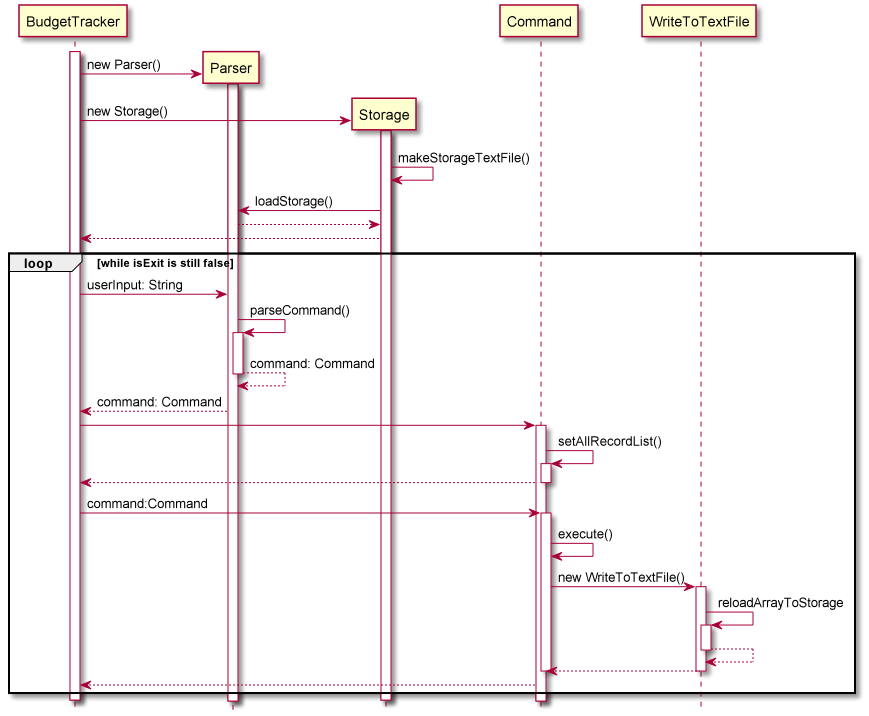 BudgetTracker
Command
WriteToTextFile
new Parser()
Parser
new Storage()
Storage
makeStorageTextFile()
loadStorage()
loop [while isExit is still false]
userInput: String
parseCommand()
command: Command
command: Command
setAllRecordList()
command:Command
execute()
new WriteToTextFile()
reloadArrayToStorage